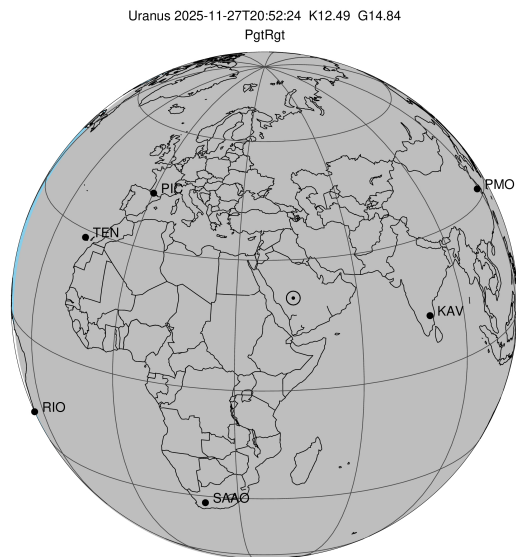 Uranus 2025-11-27T20:52:24 K12.49 G14.84
PgtRgt
PMO
PIC
TEN
KAV
RIO
SAAO